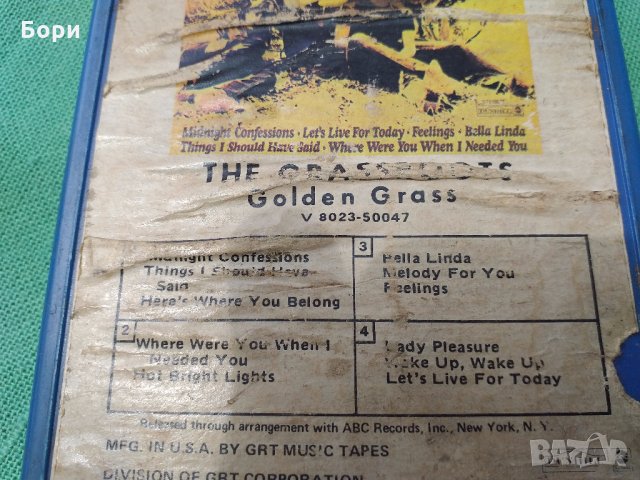 Бори
Midnight Confessions · Let's Live For Today · Feelings · Bella Linda
Things I Should Have Said · Where Were You When I Needed You
THE GRASSROOTS
Golden Grass
V 8023-50047
Midnight Confessions
Things I Should Have
Said
Here's Where You Belong
3
Bella Linda
Melody For You
Feelings
2
Where Were You When I
Needed You
Hot Bright Lights
4
Lady Pleasure
Wake Up, Wake Up
Let's Live For Today
Released through arrangement with ABC Records, Inc., New York, N.Y.
MFG. IN U.S.A. BY GRT MUSIC TAPES
DIVISION OF GRT CORPORATION
BAZAR